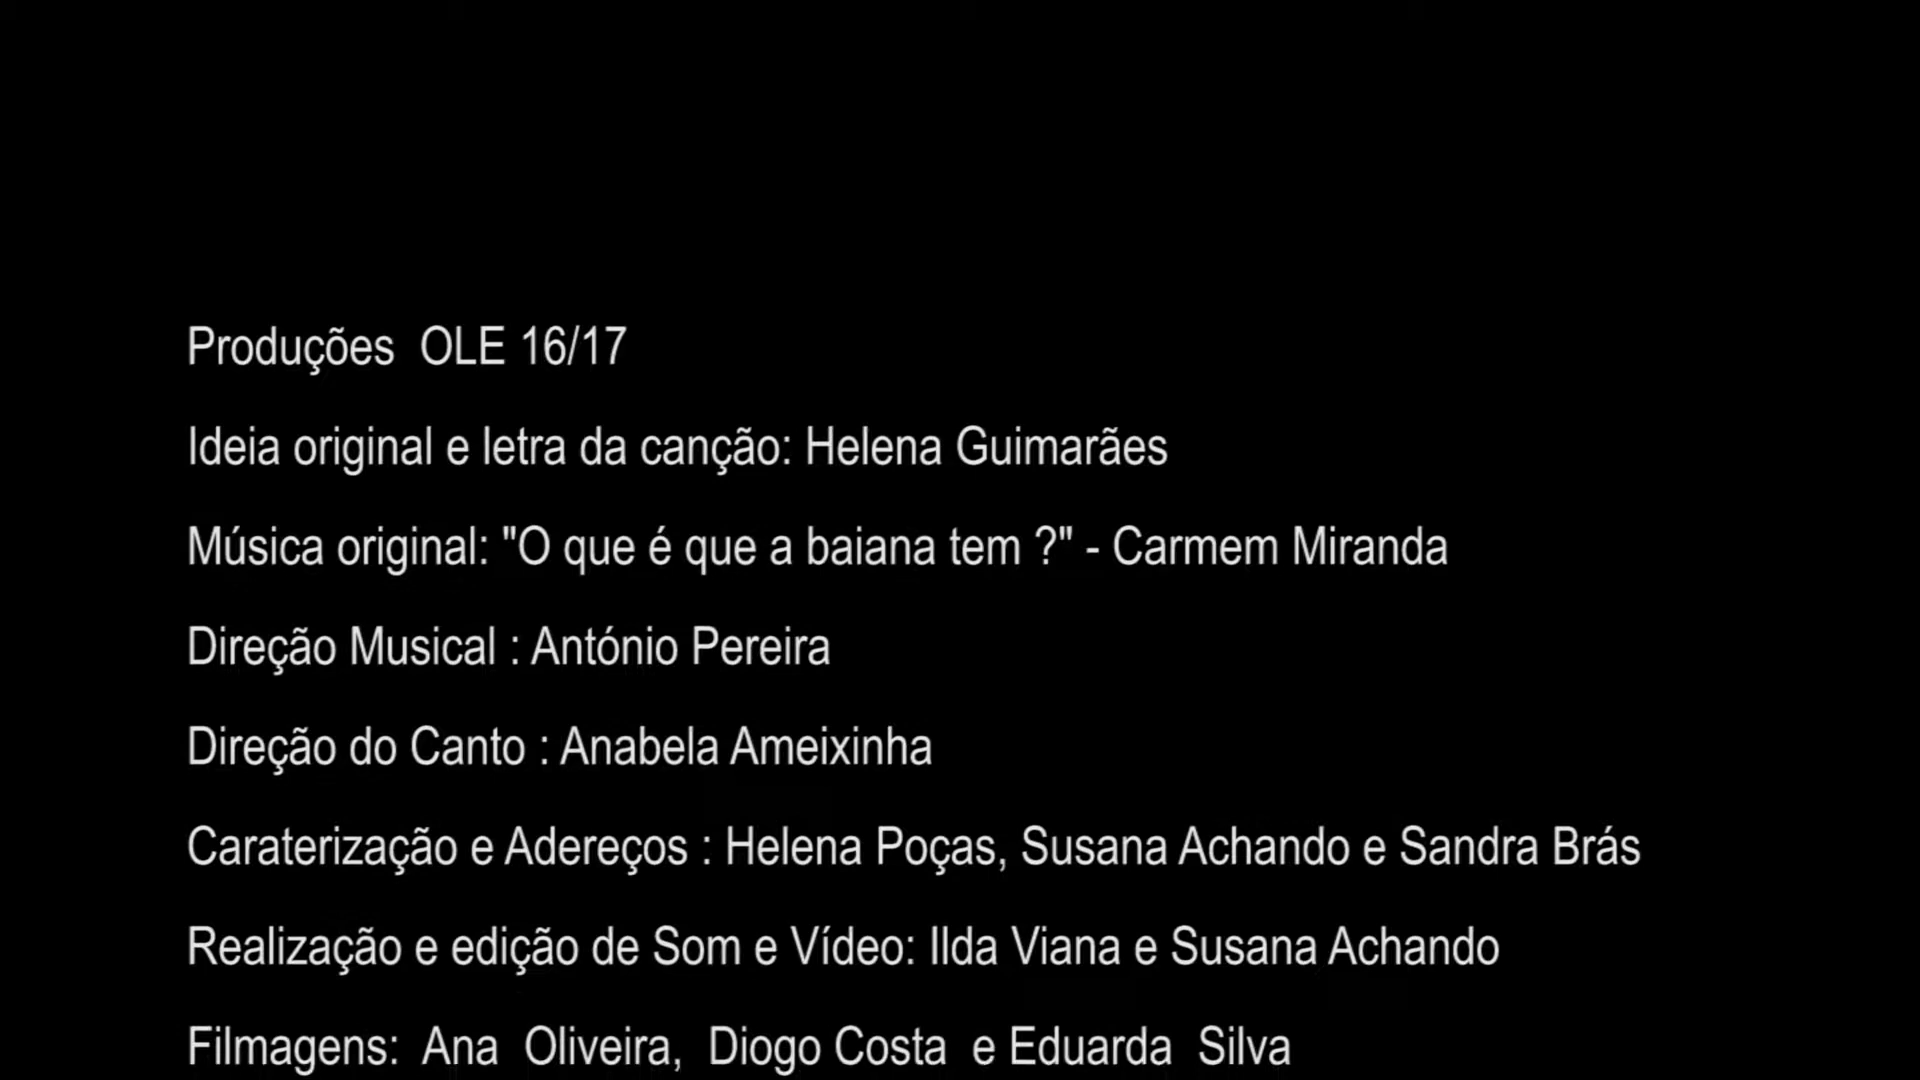 Produções  OLE 16/17
Ideia original e letra da canção: Helena Guimarães
Música original: "O que é que a baiana tem ?" - Carmem Miranda
Direção Musical : António Pereira
Direção do Canto : Anabela Ameixinha
Caraterização e Adereços : Helena Poças, Susana Achando e Sandra Brás
Realização e edição de Som e Vídeo: Ilda Viana e Susana Achando
Filmagens:  Ana  Oliveira,  Diogo Costa  e Eduarda  Silva